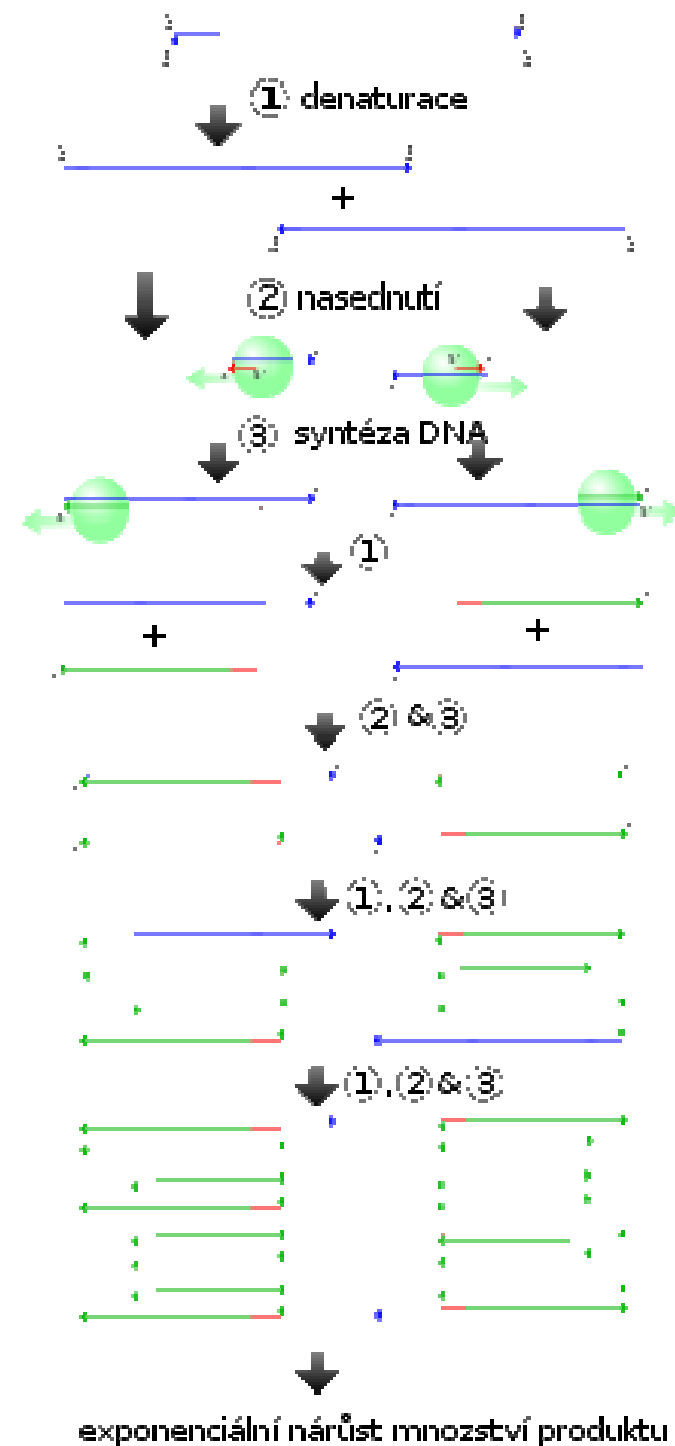 ① denaturace
+
② nasednutí
③ syntéza DNA
①
+ +
② & ③
①, ② & ③
①, ② & ③
exponenciální nárůst mnozství produktu